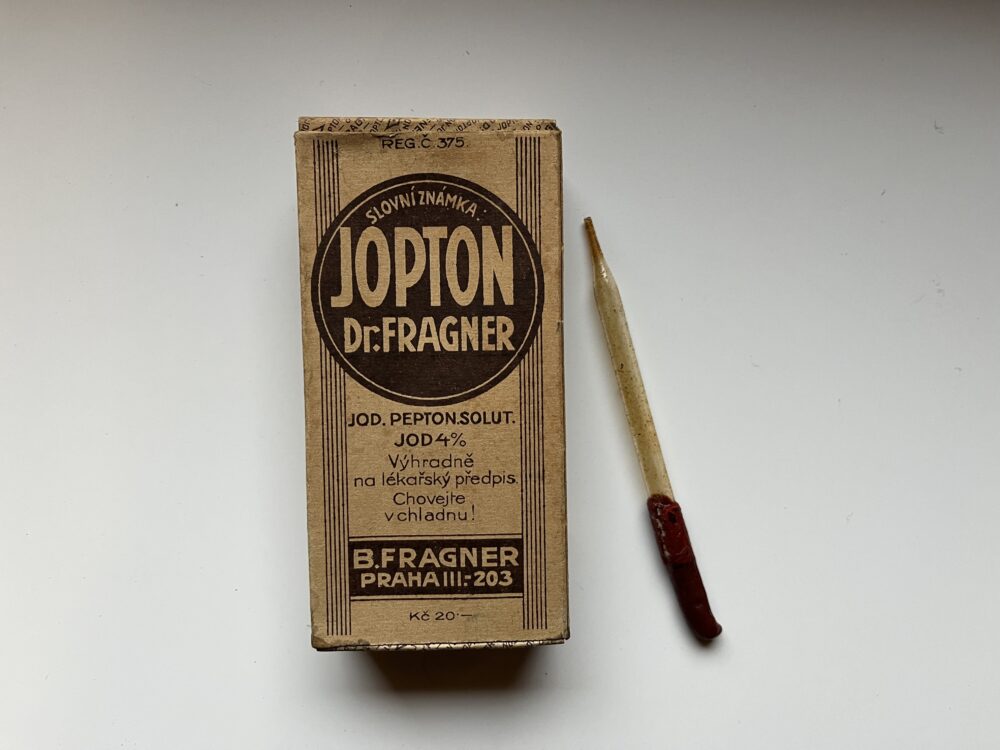 REG.Č.375.
SLOVNÍ ZNÁMKA:
JOPTON
Dr. FRAGNER
JOD. PEPTON. SOLUT.
JOD 4%
Výhradně
na lékařský předpis.
Chovejte
v chladnu!
B. FRAGNER
PRAHA III.-203
Kč 20·—